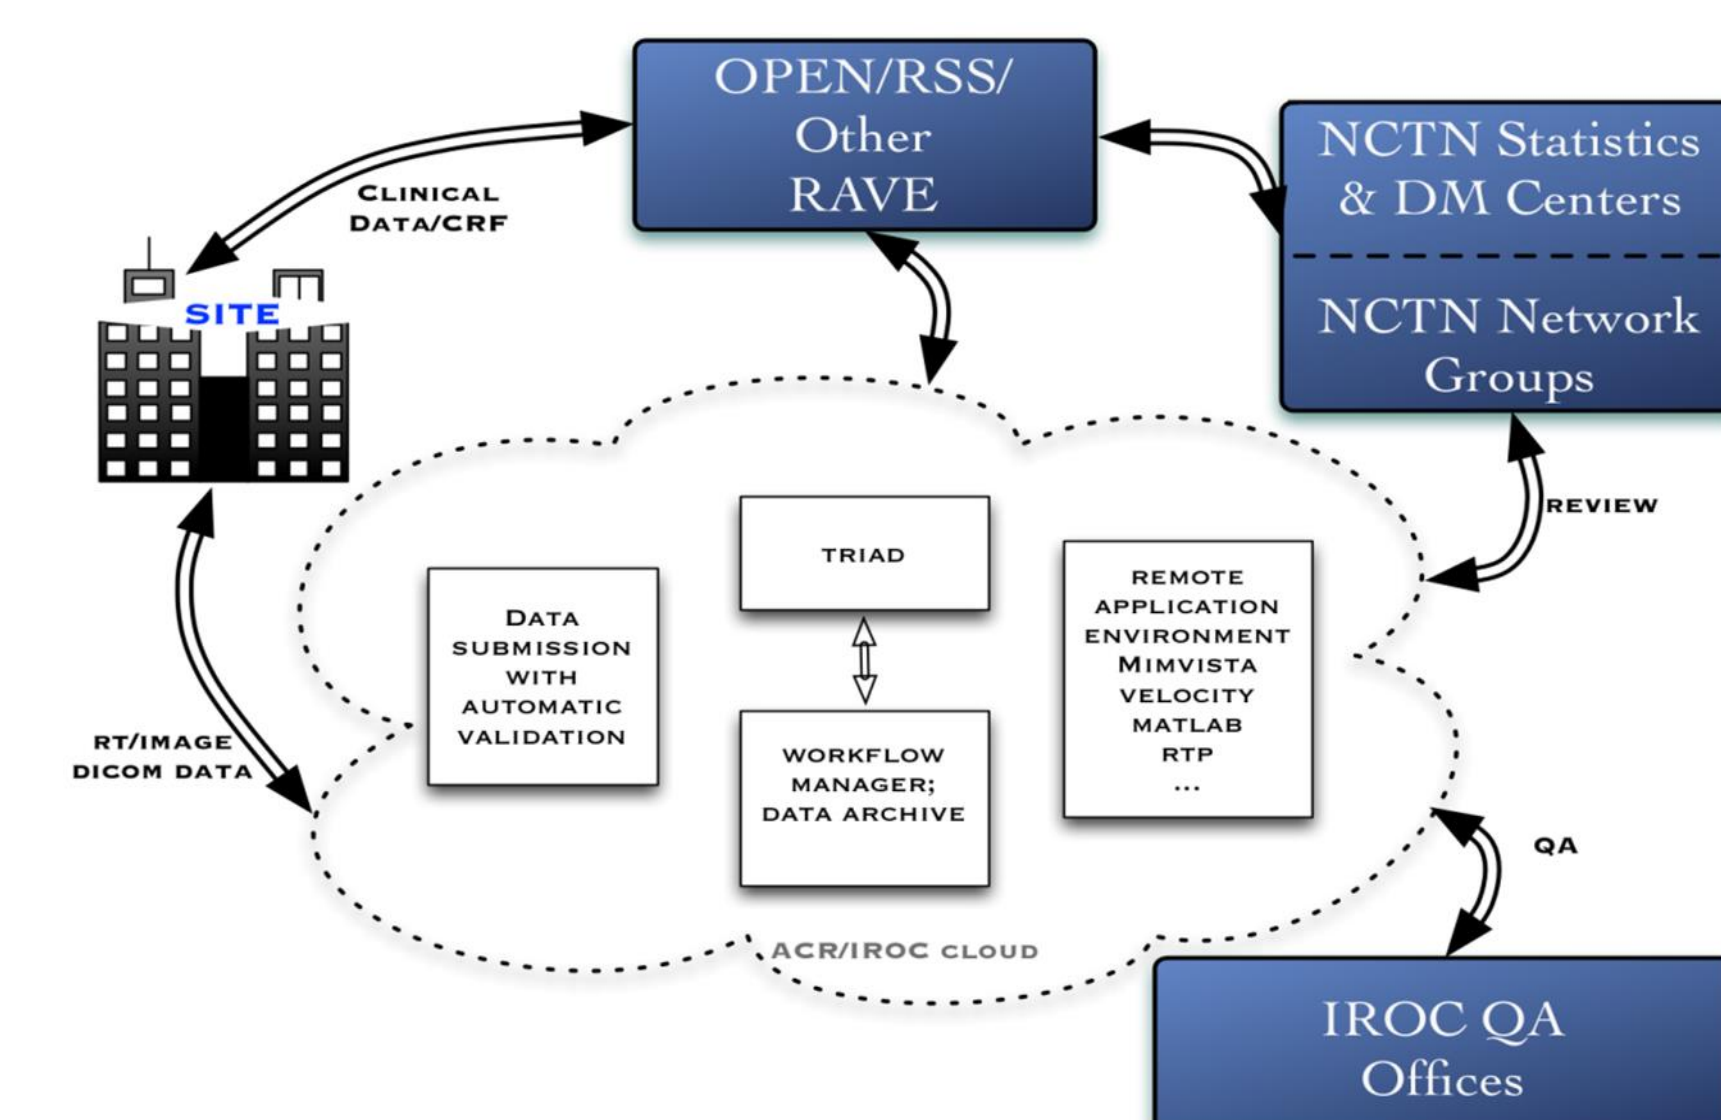 OPEN/RSS/
Other
RAVE
NCTN Statistics
& DM Centers
NCTN Network
Groups
CLINICAL
DATA/CRF
SITE
REVIEW
TRIAD
DATA
SUBMISSION
WITH
AUTOMATIC
VALIDATION
REMOTE
APPLICATION
ENVIRONMENT
MIMVISTA
VELOCITY
MATLAB
RTP
...
WORKFLOW
MANAGER;
DATA ARCHIVE
RT/IMAGE
DICOM DATA
QA
ACR/IROC CLOUD
IROC QA
Offices